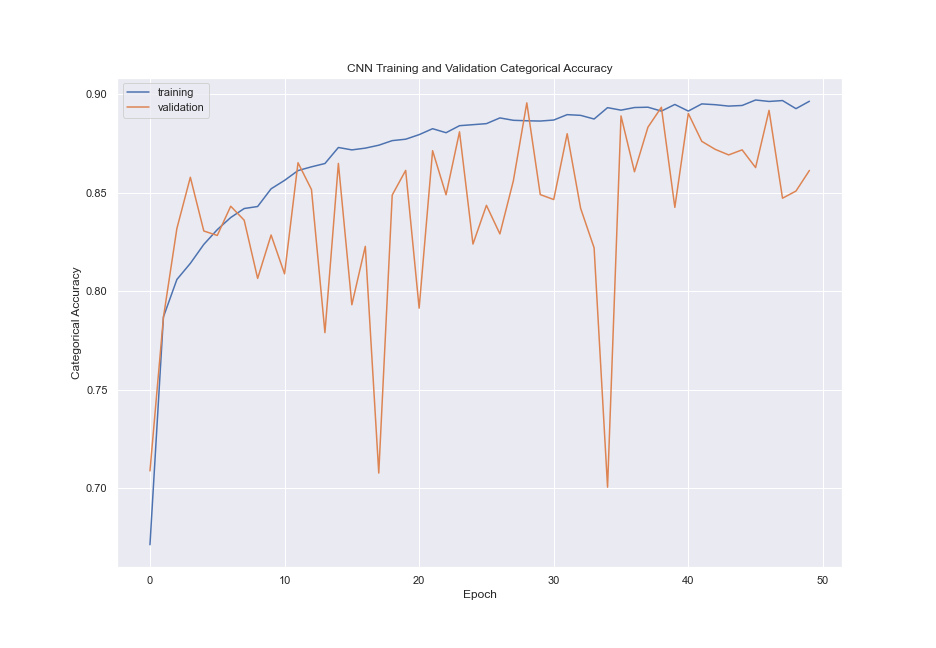 CNN Training and Validation Categorical Accuracy
training
validation
0.90
0.85
0.80
0.75
0.70
Categorical Accuracy
0
10
20
30
40
50
Epoch